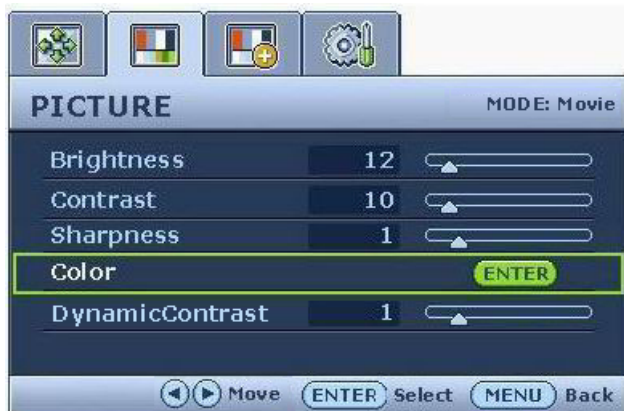 PICTURE MODE: Movie
Brightness 12
Contrast 10
Sharpness 1
Color ENTER
DynamicContrast 1
Move ENTER Select MENU Back